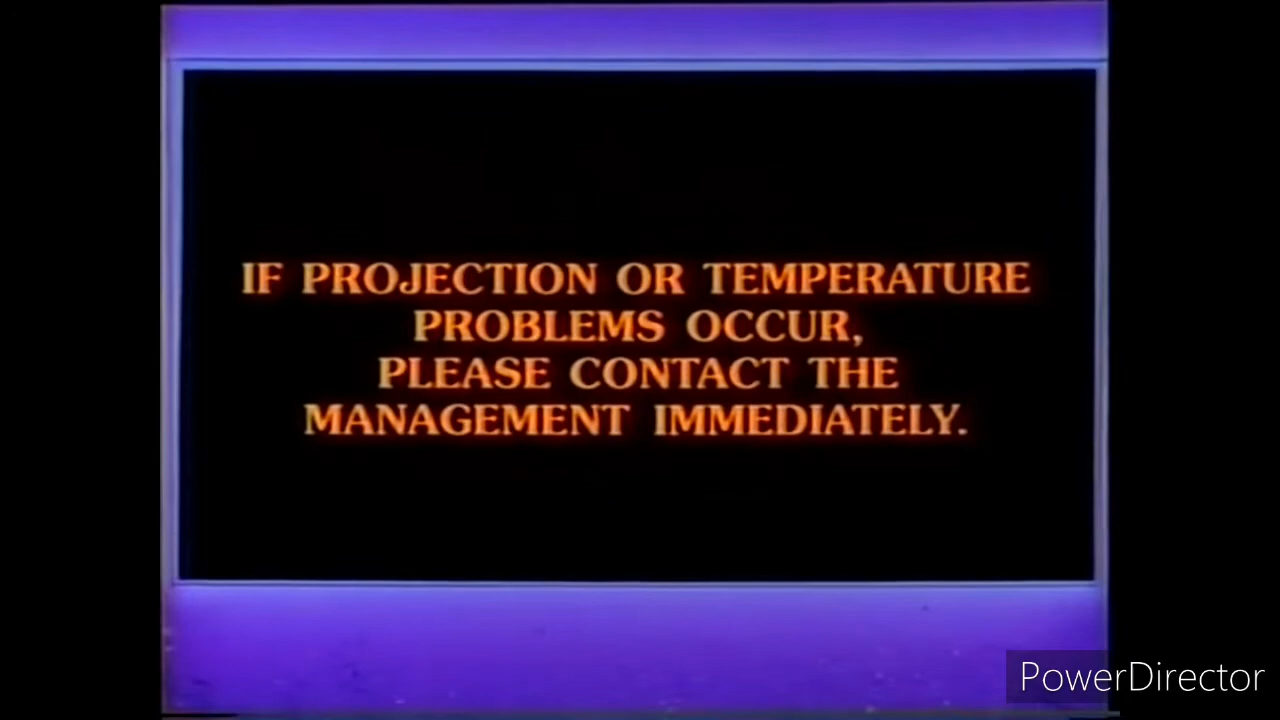 IF PROJECTION OR TEMPERATURE
PROBLEMS OCCUR,
PLEASE CONTACT THE
MANAGEMENT IMMEDIATELY.
PowerDirector